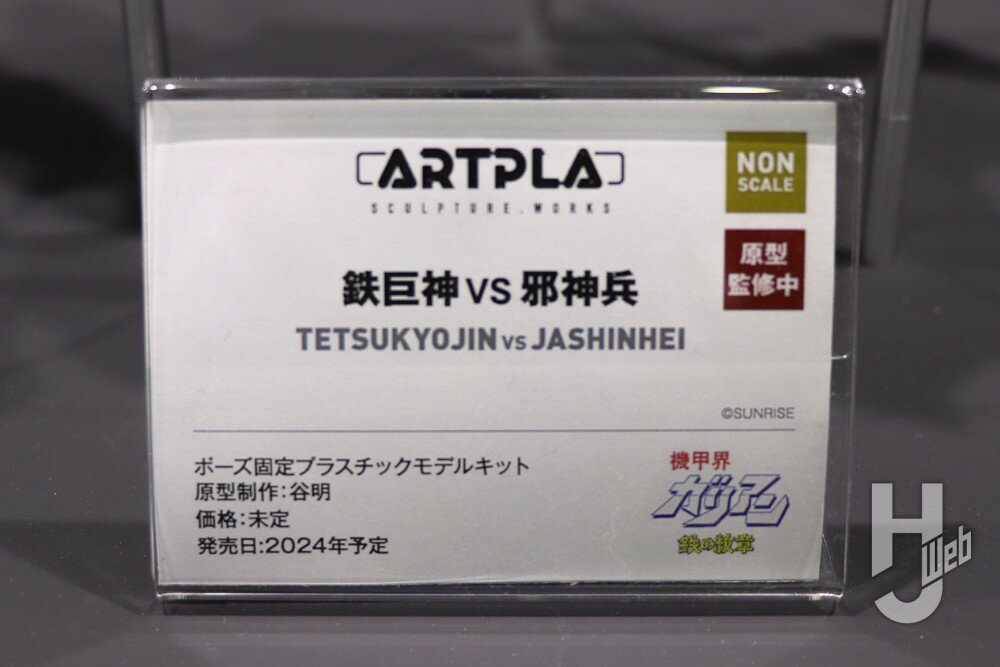 ARTPLA
SCULPTURE.WORKS
NON
SCALE
原型
監修中
鉄巨神 VS 邪神兵
TETSUKYOJIN VS JASHINHEI
©SUNRISE
ポーズ固定プラスチックモデルキット
原型制作:谷明
価格:未定
発売日:2024年予定
機甲界
ガリアン
鉄の紋章
HJ Web